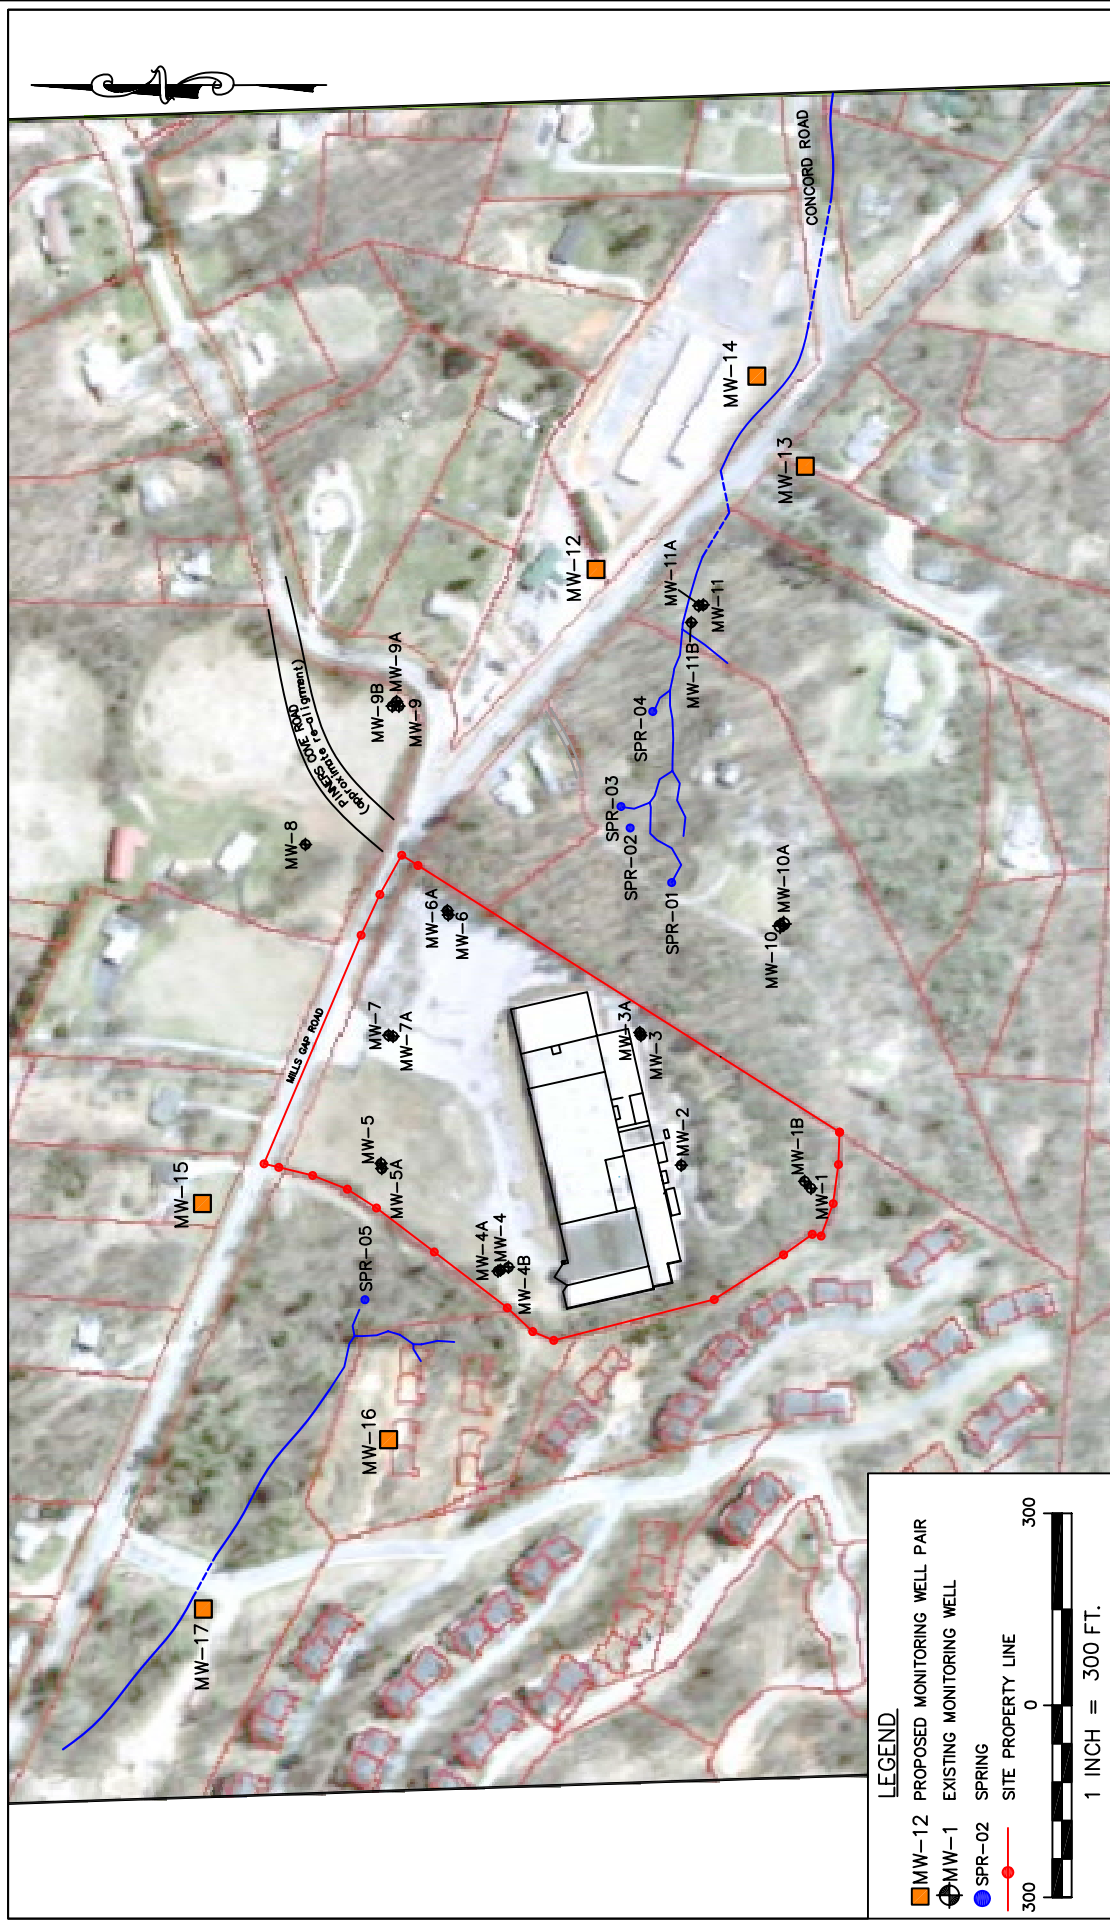 MW-17
MW-16
MW-15
SPR-05
MW-4A
MW-4
MW-4B
MW-5
MW-5A
MILLS GAP ROAD
MW-7
MW-7A
MW-6A
MW-6
MW-8
PINNERS COVE ROAD
(approximate re-alignment)
MW-9B
MW-9A
MW-9
MW-3A
MW-3
MW-2
MW-1B
MW-1
MW-10
MW-10A
SPR-01
SPR-02
SPR-03
SPR-04
MW-11B
MW-11A
MW-11
MW-12
MW-13
MW-14
CONCORD ROAD
LEGEND
MW-12 PROPOSED MONITORING WELL PAIR
MW-1 EXISTING MONITORING WELL
SPR-02 SPRING
SITE PROPERTY LINE
300 0 300
1 INCH = 300 FT.